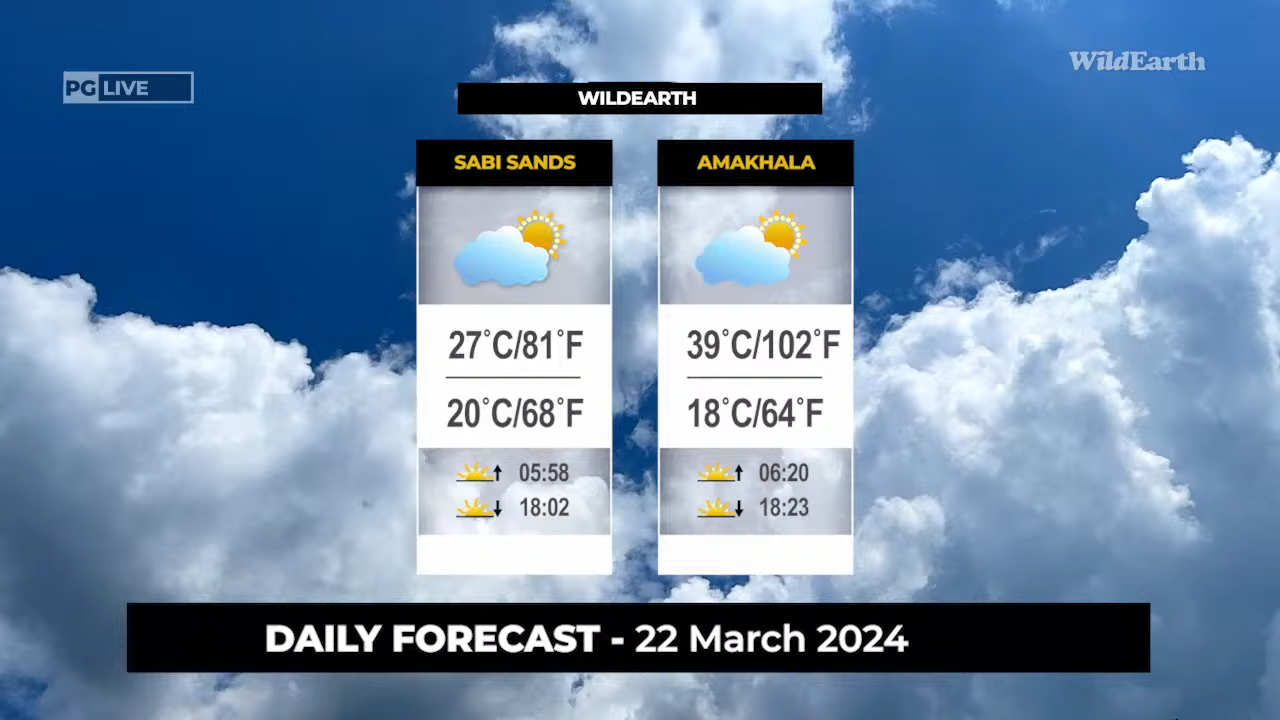 PG LIVE
WildEarth
WILDEARTH
SABI SANDS
27°C/81°F
20°C/68°F
05:58
18:02
AMAKHALA
39°C/102°F
18°C/64°F
06:20
18:23
DAILY FORECAST - 22 March 2024